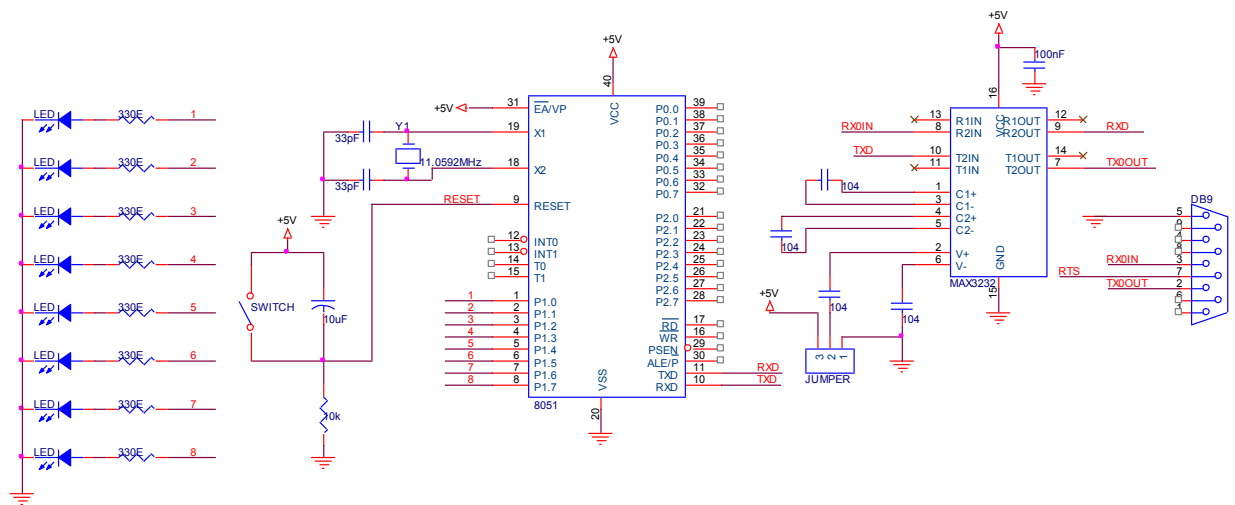 LED 330E 1
LED 330E 2
LED 330E 3
LED 330E 4
LED 330E 5
LED 330E 6
LED 330E 7
LED 330E 8
+5V
SWITCH
10uF
10k
33pF
33pF
Y1
11.0592MHz
RESET
+5V
+5V
40
VCC
31 EA/VP
19 X1
18 X2
9 RESET
12 INT0
13 INT1
14 T0
15 T1
1 1 P1.0
2 2 P1.1
3 3 P1.2
4 4 P1.3
5 5 P1.4
6 6 P1.5
7 7 P1.6
8 8 P1.7
P0.0 39
P0.1 38
P0.2 37
P0.3 36
P0.4 35
P0.5 34
P0.6 33
P0.7 32
P2.0 21
P2.1 22
P2.2 23
P2.3 24
P2.4 25
P2.5 26
P2.6 27
P2.7 28
RD 17
WR 16
PSEN 29
ALE/P 30
TXD 11 RXD
RXD 10 TXD
VSS
20
8051
+5V
100nF
16
VCC
13 R1IN
RX0IN 8 R2IN
TXD 10 T2IN
11 T1IN
104 1 C1+
3 C1-
4 C2+
104 5 C2-
2 V+
6 V-
R1OUT 12
R2OUT 9 RXD
T1OUT 14
T2OUT 7 TX0OUT
GND
15
MAX3232
+5V
104
104
3 2 1
JUMPER
DB9
5
9
4
8
RX0IN 3
RTS 7
TX0OUT 2
6
1